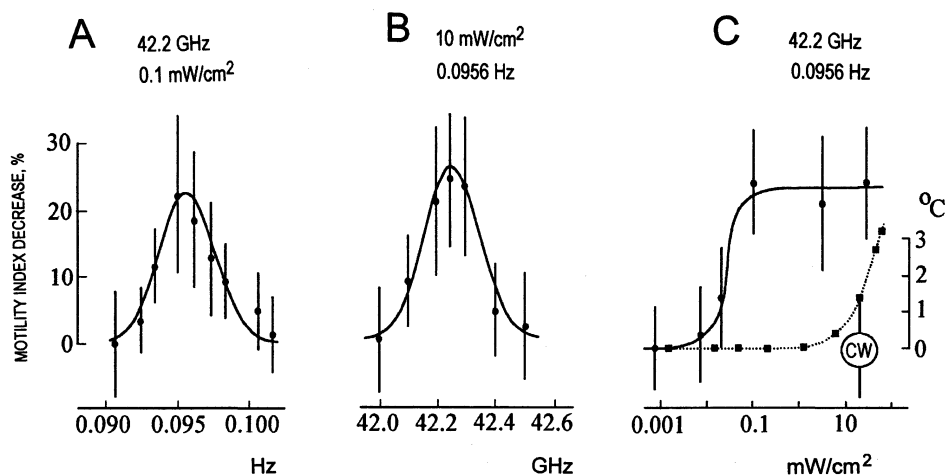 A
42.2 GHz
0.1 mW/cm²
B
10 mW/cm²
0.0956 Hz
C
42.2 GHz
0.0956 Hz
MOTILITY INDEX DECREASE, %
30
20
10
0
°C
3
2
1
0
CW
0.090 0.095 0.100
Hz
42.0 42.2 42.4 42.6
GHz
0.001 0.1 10
mW/cm²